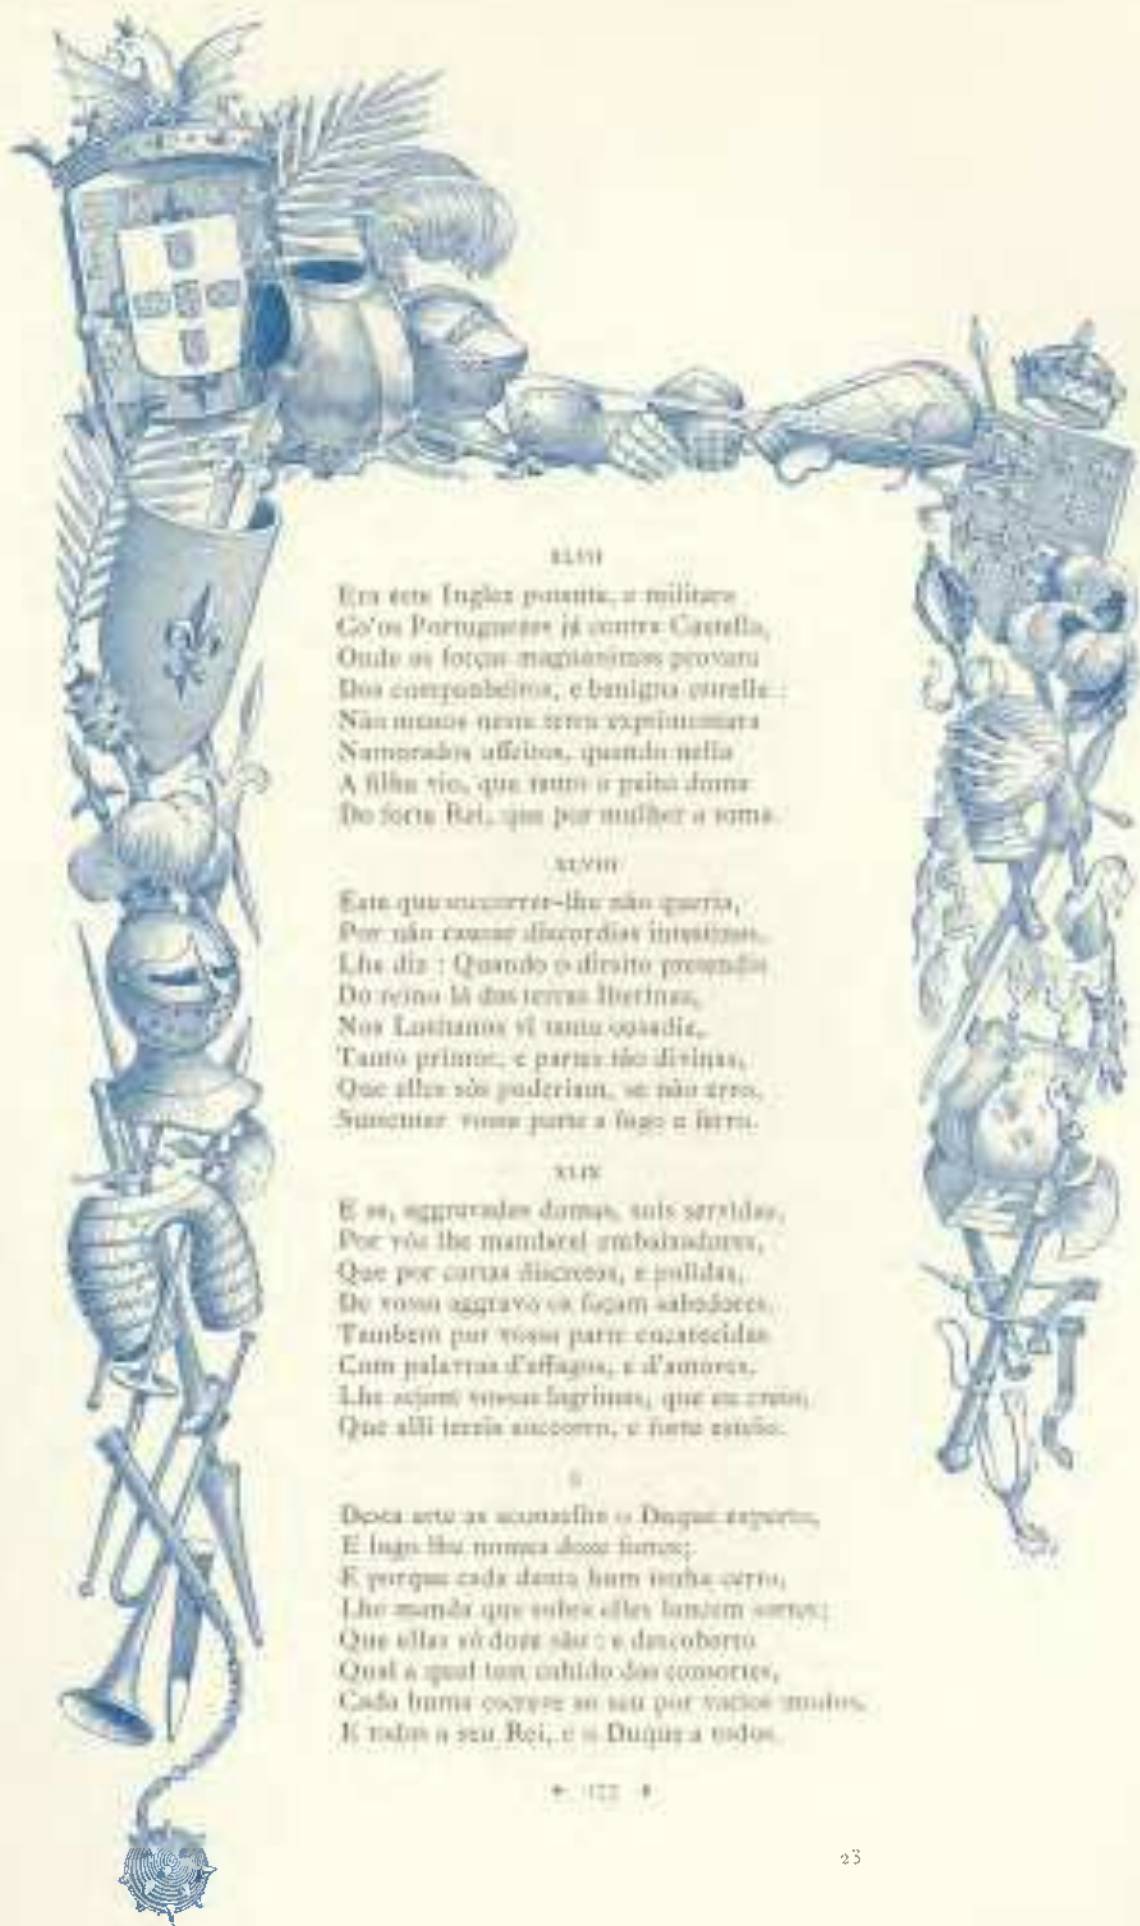 XLVII
Era este Inglez potente, e militara
Co'os Portuguezes já contra Castella,
Onde as forças magnanimas provara
Dos companheiros, e benigna estrella:
Não menos nesta terra exprimentara
Namorados affeitos, quando nella
A filha vio, que tanto o peito doma
Do forte Rei, que por mulher a toma.
XLVIII
Este que soccorrer-lhe não queria,
Por não causar discordias intestinas,
Lhe diz : Quando o direito pretendia
Do reino lá das terras Iberinas,
Nos Lusitanos vi tanta ousadia,
Tanto primor, e partes tão divinas,
Que elles sós poderiam, se não erro,
Sustentar vossa parte a fogo e ferro.
XLIX
E se, aggravadas damas, sois servidas,
Por vós lhe mandarei embaixadores,
Que por cartas discretas, e polidas,
De vosso aggravo os façam sabedores.
Tambem por vossa parte encarecidas
Com palavras d'affagos, e d'amores,
Lhe sejam vossas lagrimas, que eu creio,
Que alli tereis soccorro, e forte esteio.
L
Desta arte as aconselha o Duque experto,
E logo lhe nomea doze fortes;
E porque cada dama hum tenha certo,
Lhe manda que sobre elles lancem sortes;
Que ellas só doze são : e descoberto
Qual a qual tem cahido dos consortes,
Cada huma escreve ao seu por varios modos,
E todas a seu Rei, e o Duque a todos.
23